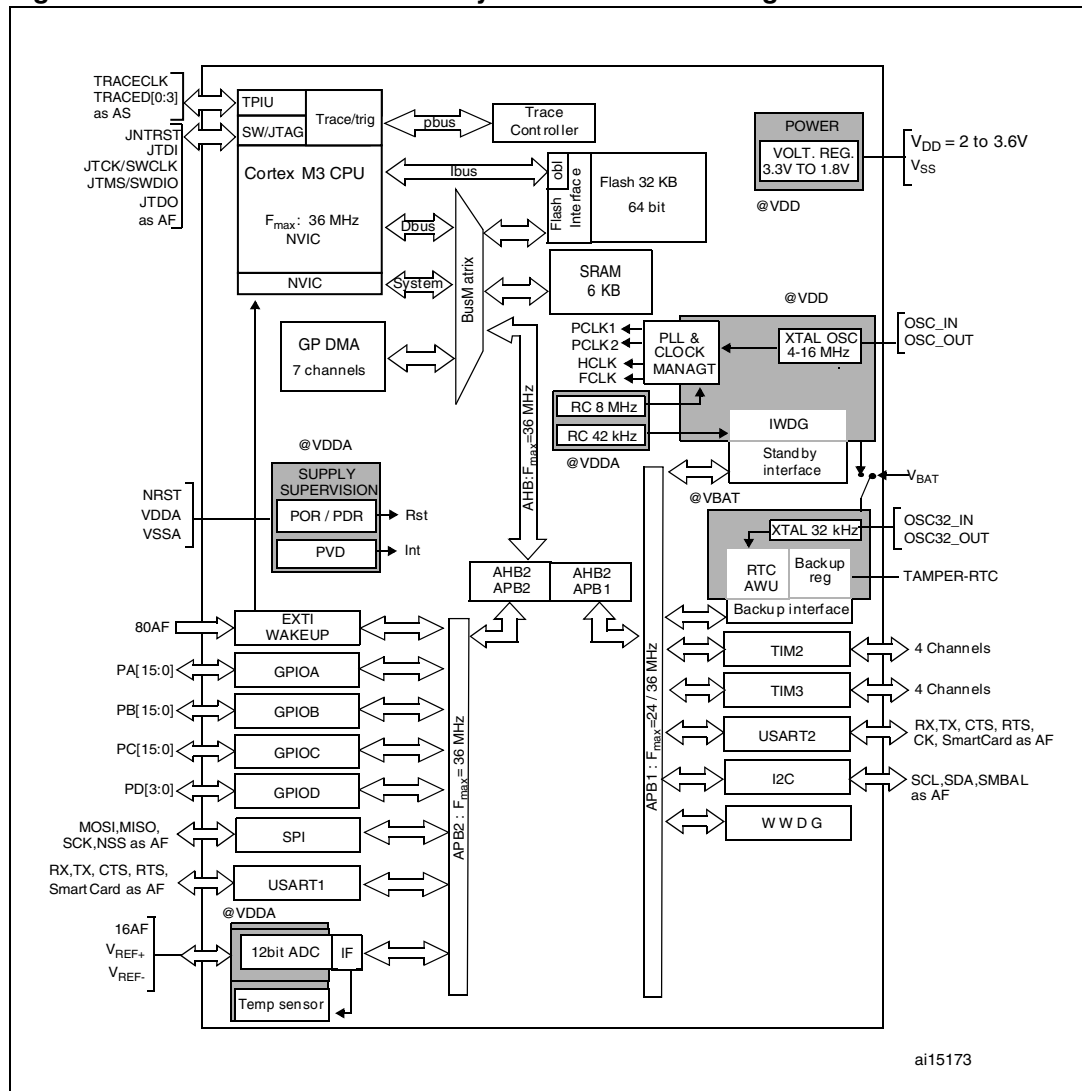 TRACECLK
TRACED[0:3]
as AS
JNTRST
JTDI
JTCK/SWCLK
JTMS/SWDIO
JTDO
as AF
TPIU
SW/JTAG
Trace/trig
Cortex M3 CPU
Fmax: 36 MHz
NVIC
NVIC
pbus
Trace
Controller
Ibus
Dbus
System
BusM atrix
Flash
obl
Interface
Flash 32 KB
64 bit
SRAM
6 KB
POWER
VOLT. REG.
3.3V TO 1.8V
@VDD
VDD = 2 to 3.6V
VSS
GP DMA
7 channels
AHB:Fmax=36 MHz
@VDD
PCLK1
PCLK2
HCLK
FCLK
PLL &
CLOCK
MANAGT
XTAL OSC
4-16 MHz
OSC_IN
OSC_OUT
RC 8 MHz
RC 42 kHz
@VDDA
IWDG
Standby
interface
@VBAT
VBAT
XTAL 32 kHz
OSC32_IN
OSC32_OUT
RTC
AWU
Backup
reg
TAMPER-RTC
Backup interface
@VDDA
SUPPLY
SUPERVISION
NRST
VDDA
VSSA
POR / PDR
Rst
PVD
Int
AHB2
APB2
AHB2
APB1
80AF
EXTI
WAKEUP
PA[15:0]
GPIOA
PB[15:0]
GPIOB
PC[15:0]
GPIOC
PD[3:0]
GPIOD
MOSI,MISO,
SCK,NSS as AF
SPI
RX,TX, CTS, RTS,
SmartCard as AF
USART1
@VDDA
16AF
VREF+
VREF-
12bit ADC
IF
Temp sensor
APB2 : Fmax= 36 MHz
APB1 : Fmax=24 / 36 MHz
TIM2
4 Channels
TIM3
4 Channels
USART2
RX,TX, CTS, RTS,
CK, SmartCard as AF
I2C
SCL,SDA,SMBAL
as AF
W W D G
ai15173